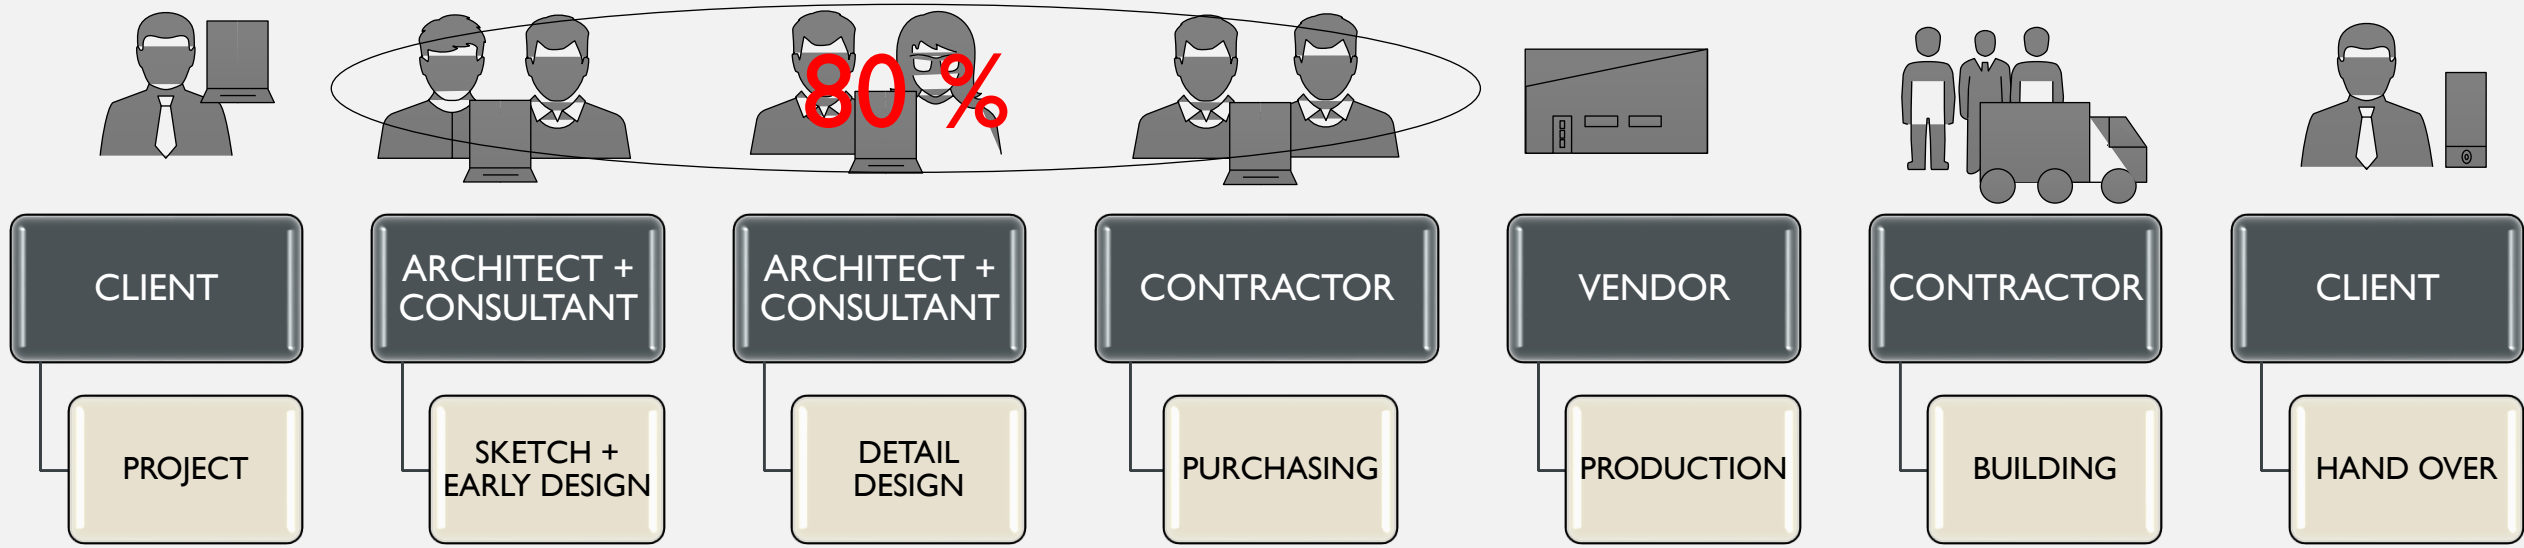 80 %
CLIENT
ARCHITECT +
CONSULTANT
ARCHITECT +
CONSULTANT
CONTRACTOR
VENDOR
CONTRACTOR
CLIENT
PROJECT
SKETCH +
EARLY DESIGN
DETAIL
DESIGN
PURCHASING
PRODUCTION
BUILDING
HAND OVER